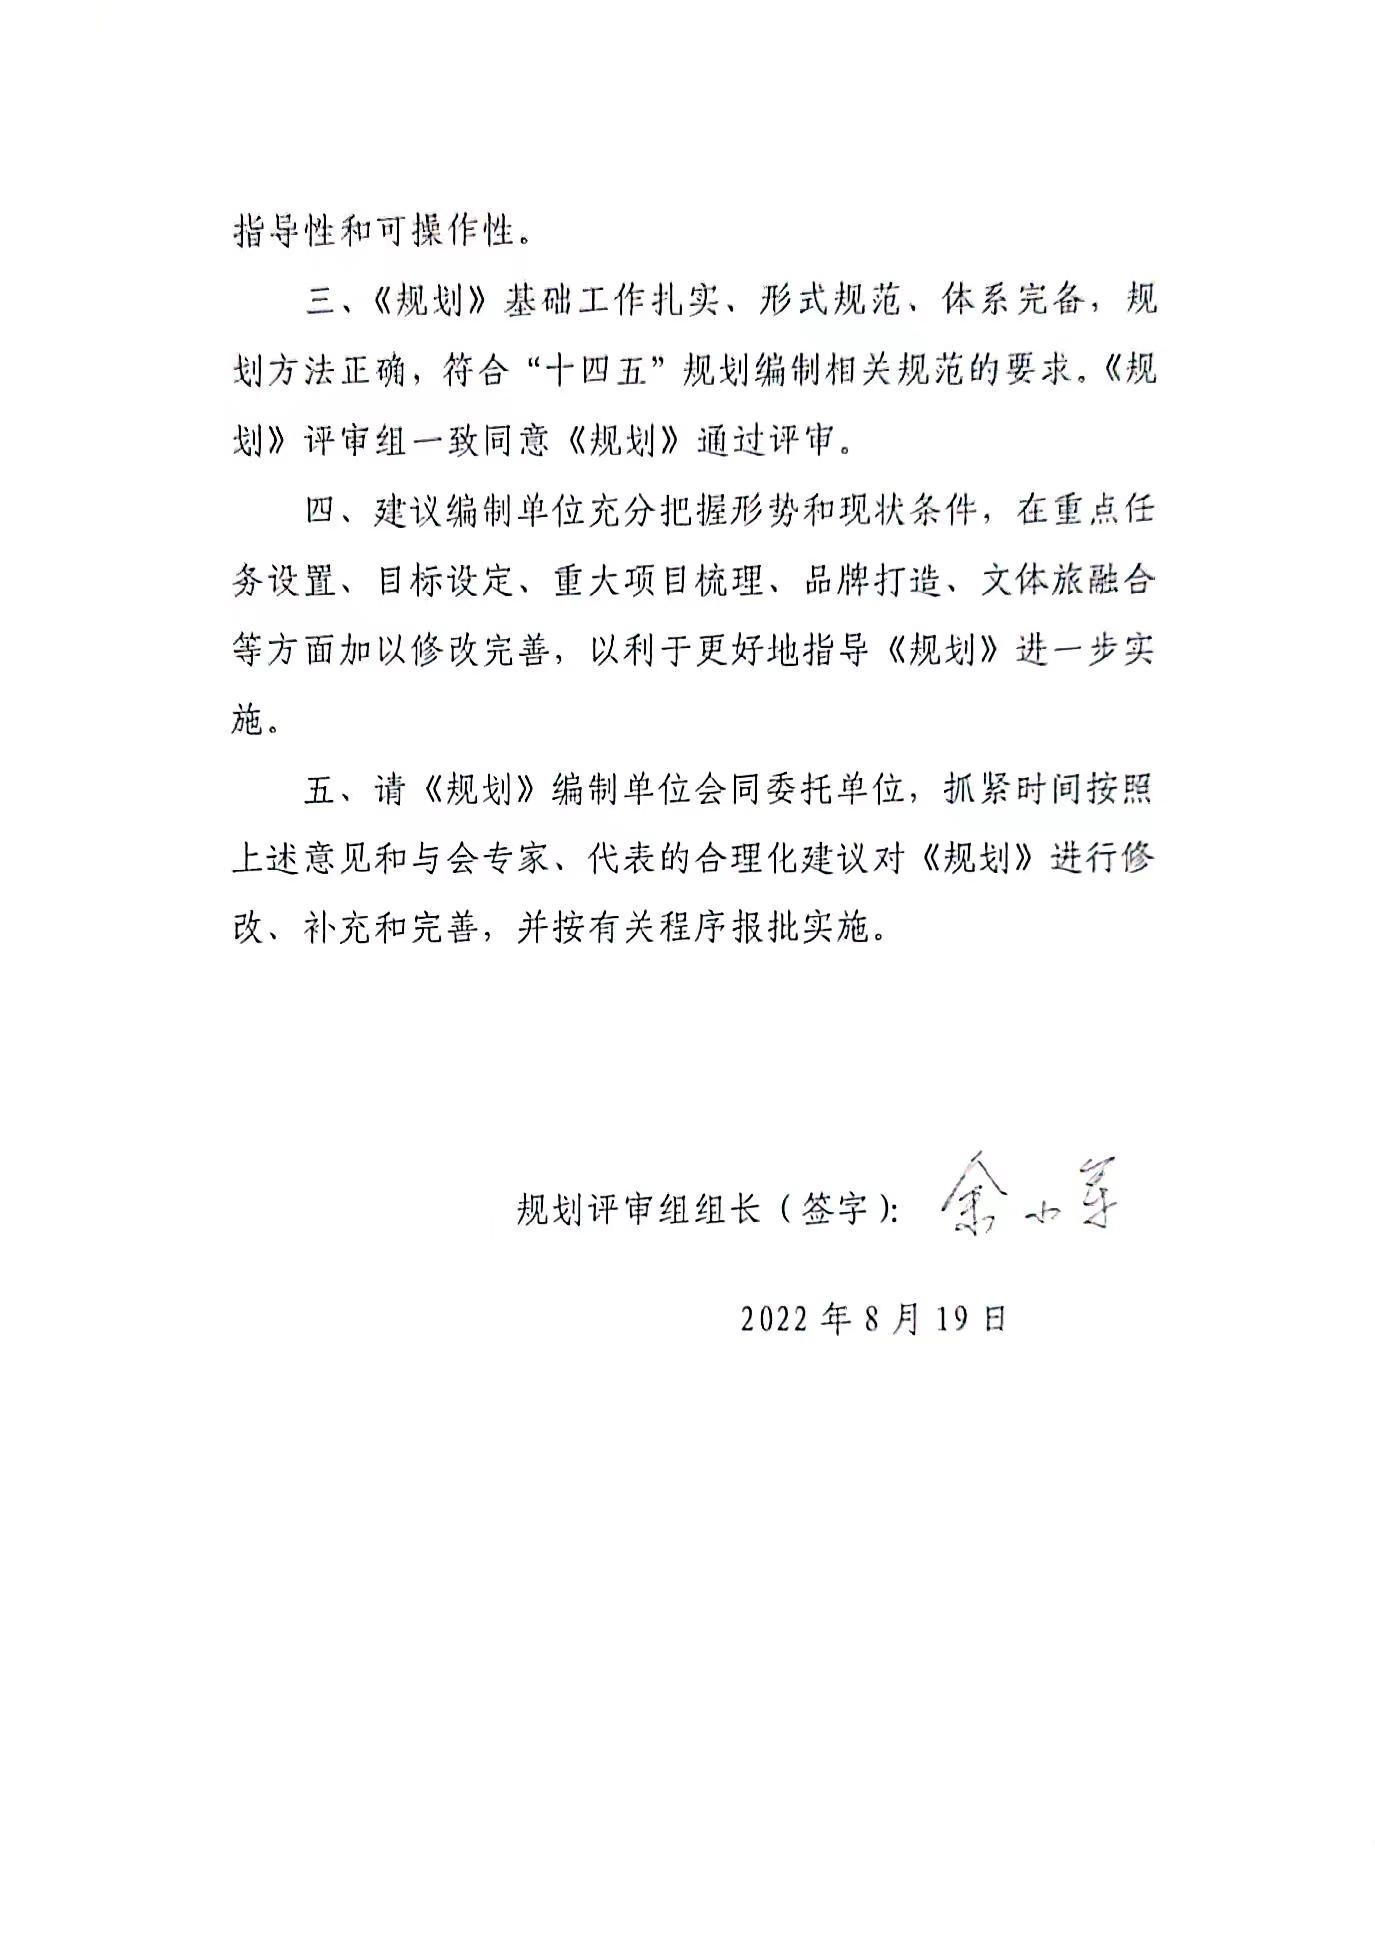 指导性和可操作性。
三、《规划》基础工作扎实、形式规范、体系完备，规
划方法正确，符合“十四五”规划编制相关规范的要求。《规
划》评审组一致同意《规划》通过评审。
四、建议编制单位充分把握形势和现状条件，在重点任
务设置、目标设定、重大项目梳理、品牌打造、文体旅融合
等方面加以修改完善，以利于更好地指导《规划》进一步实
施。
五、请《规划》编制单位会同委托单位，抓紧时间按照
上述意见和与会专家、代表的合理化建议对《规划》进行修
改、补充和完善，并按有关程序报批实施。
规划评审组组长（签字）：余小
2022年8月19日